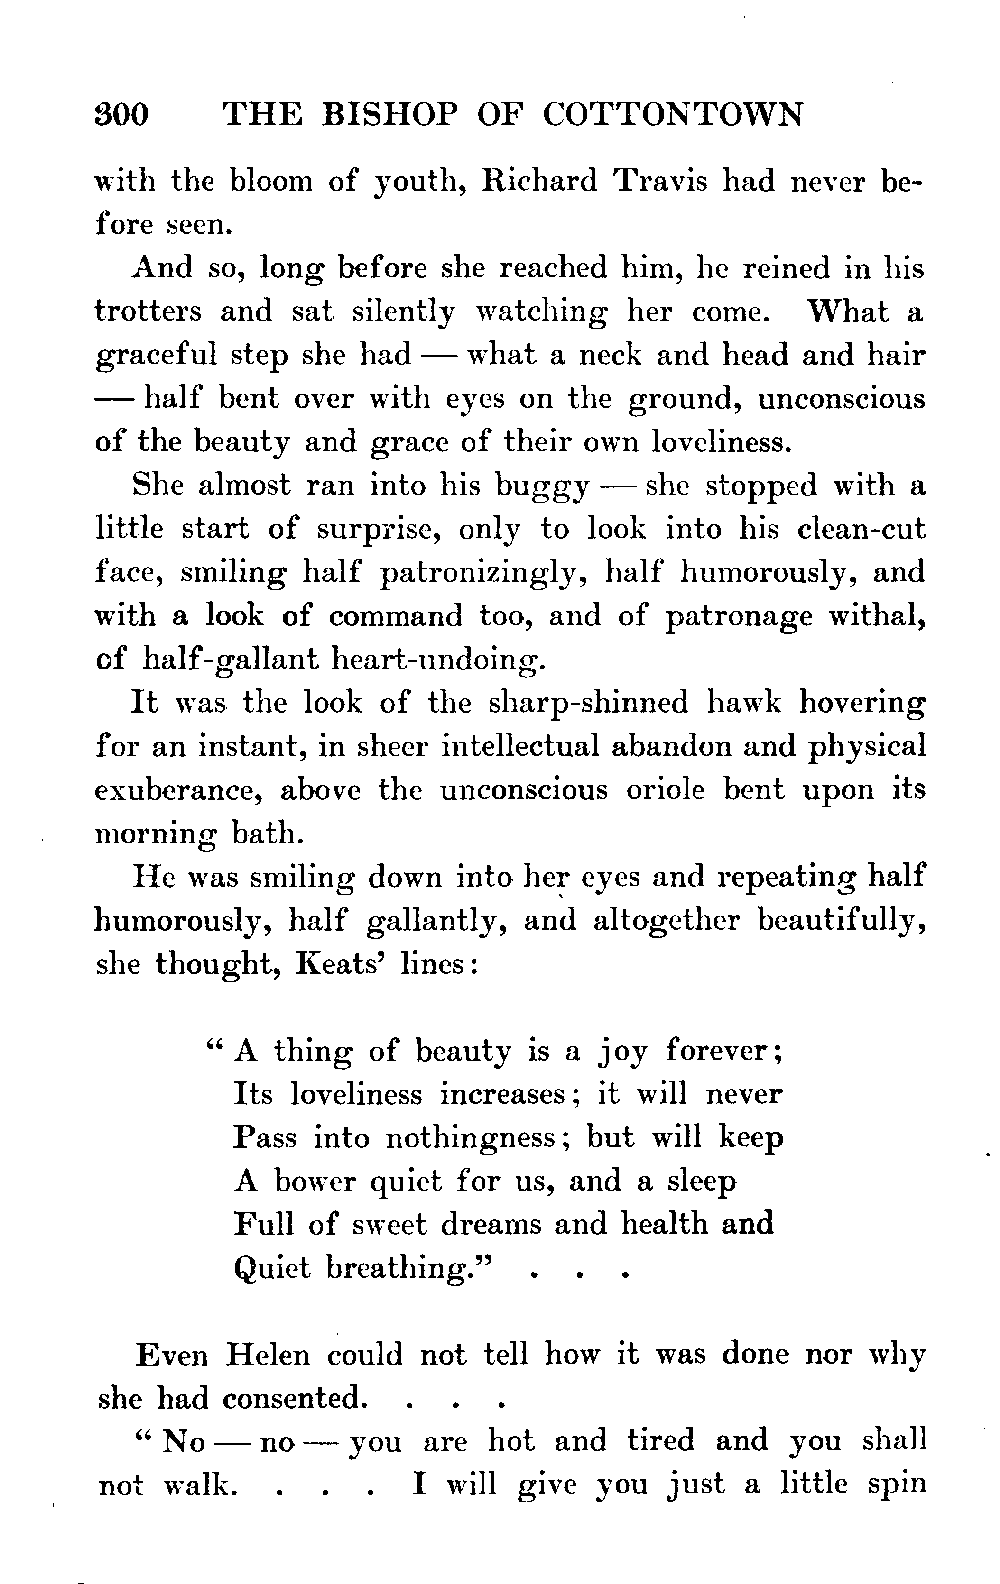 300 THE BISHOP OF COTTONTOWN
with the bloom of youth, Richard Travis had never be-
fore seen.
And so, long before she reached him, he reined in his
trotters and sat silently watching her come. What a
graceful step she had — what a neck and head and hair
— half bent over with eyes on the ground, unconscious
of the beauty and grace of their own loveliness.
She almost ran into his buggy — she stopped with a
little start of surprise, only to look into his clean-cut
face, smiling half patronizingly, half humorously, and
with a look of command too, and of patronage withal,
of half-gallant heart-undoing.
It was the look of the sharp-shinned hawk hovering
for an instant, in sheer intellectual abandon and physical
exuberance, above the unconscious oriole bent upon its
morning bath.
He was smiling down into her eyes and repeating half
humorously, half gallantly, and altogether beautifully,
she thought, Keats' lines:
" A thing of beauty is a joy forever;
Its loveliness increases; it will never
Pass into nothingness; but will keep
A bower quiet for us, and a sleep
Full of sweet dreams and health and
Quiet breathing." . . .
Even Helen could not tell how it was done nor why
she had consented. . . .
" No — no — you are hot and tired and you shall
not walk. . . . I will give you just a little spin